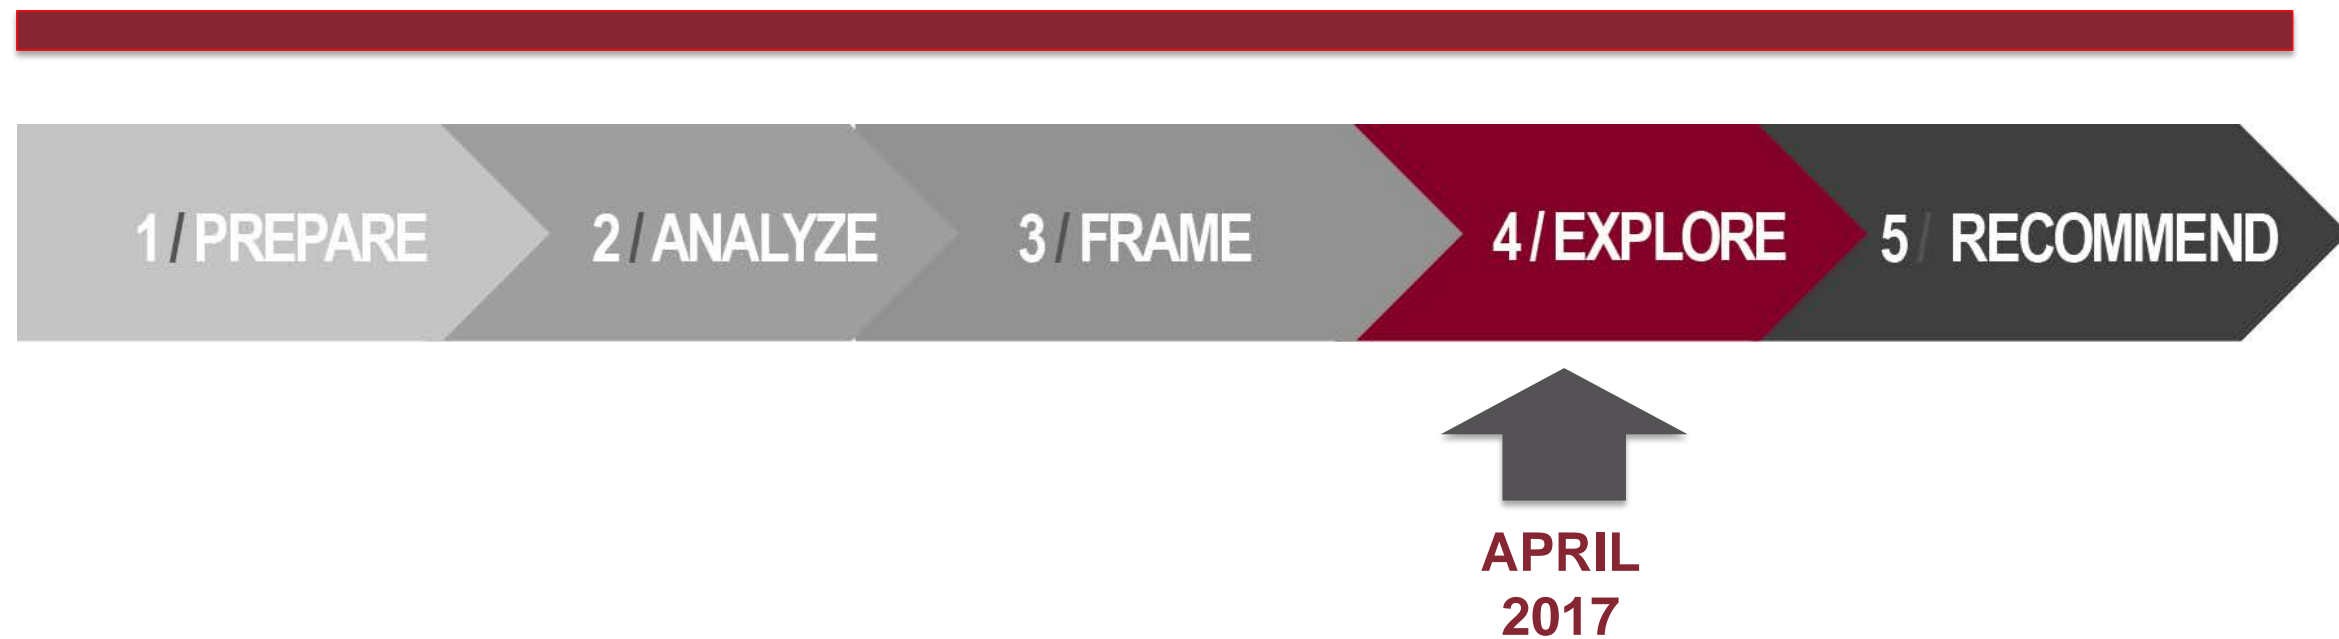 1 / PREPARE 2 / ANALYZE 3 / FRAME 4 / EXPLORE 5 / RECOMMEND
APRIL
2017